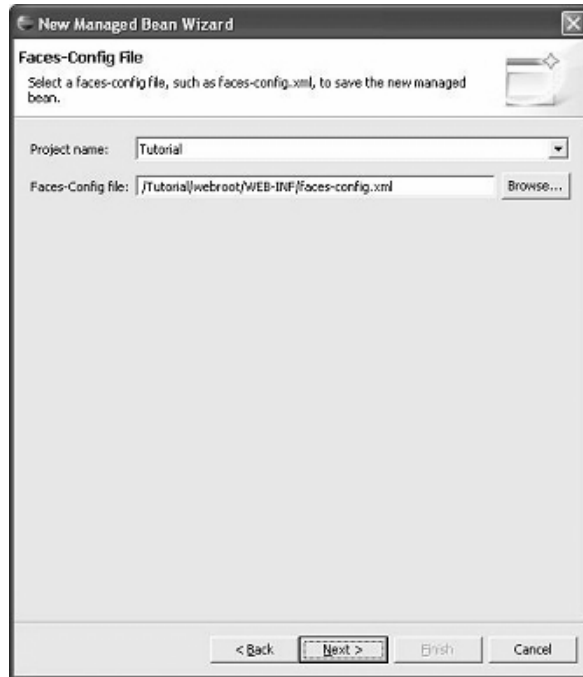 New Managed Bean Wizard
Faces-Config File
Select a faces-config file, such as faces-config.xml, to save the new managed
bean.
Project name: Tutorial
Faces-Config file: /Tutorial/webroot/WEB-INF/faces-config.xml Browse...
< Back Next > Finish Cancel